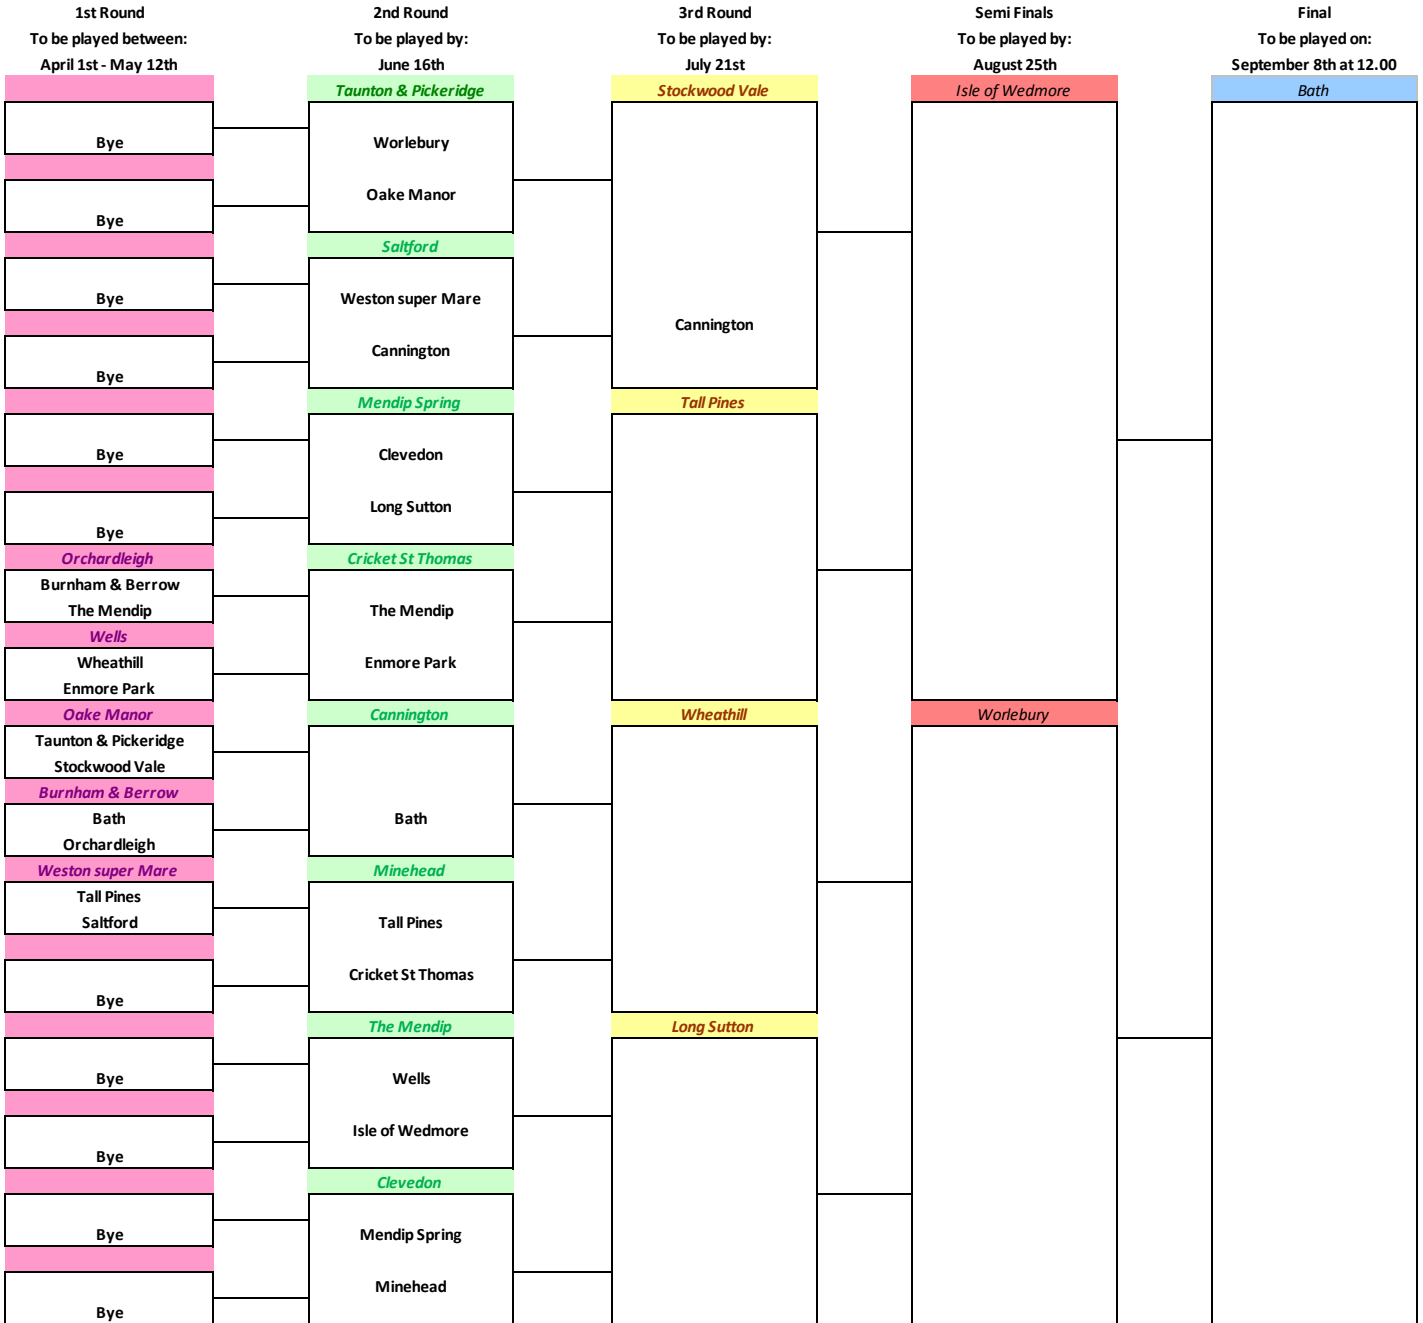 1st Round
To be played between:
April 1st - May 12th
2nd Round
To be played by:
June 16th
3rd Round
To be played by:
July 21st
Semi Finals
To be played by:
August 25th
Final
To be played on:
September 8th at 12.00
Bye
Bye
Bye
Bye
Bye
Bye
Orchardleigh
Burnham & Berrow
The Mendip
Wells
Wheathill
Enmore Park
Oake Manor
Taunton & Pickeridge
Stockwood Vale
Burnham & Berrow
Bath
Orchardleigh
Weston super Mare
Tall Pines
Saltford
Bye
Bye
Bye
Bye
Bye
Taunton & Pickeridge
Worlebury
Oake Manor
Saltford
Weston super Mare
Cannington
Mendip Spring
Clevedon
Long Sutton
Cricket St Thomas
The Mendip
Enmore Park
Cannington
Bath
Minehead
Tall Pines
Cricket St Thomas
The Mendip
Wells
Isle of Wedmore
Clevedon
Mendip Spring
Minehead
Stockwood Vale
Cannington
Tall Pines
Wheathill
Long Sutton
Isle of Wedmore
Worlebury
Bath